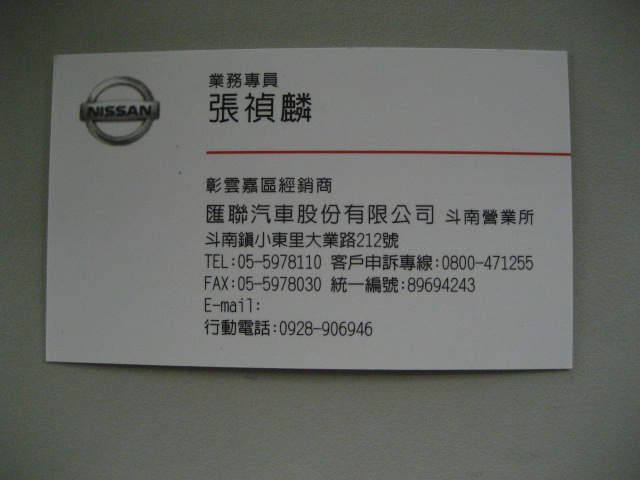 NISSAN
業務專員
張禎麟
彰雲嘉區經銷商
匯聯汽車股份有限公司 斗南營業所
斗南鎮小東里大業路212號
TEL:05-5978110 客戶申訴專線:0800-471255
FAX:05-5978030 統一編號:89694243
E-mail:
行動電話:0928-906946